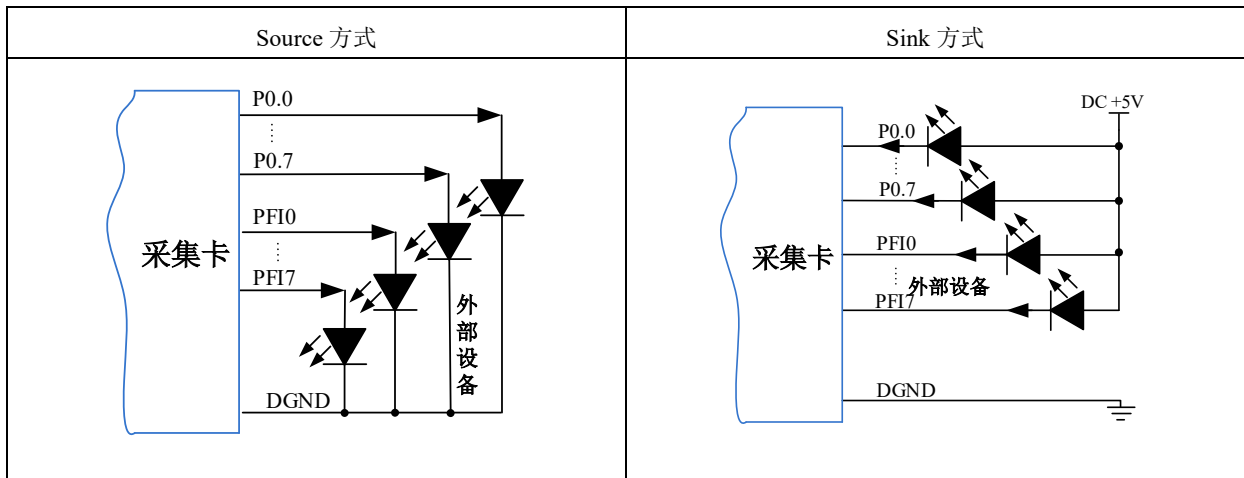 Source 方式
Sink 方式
P0.0
P0.7
PFI0
PFI7
采集卡
外部设备
DGND
DC +5V
P0.0
P0.7
PFI0
采集卡
外部设备
PFI7
DGND